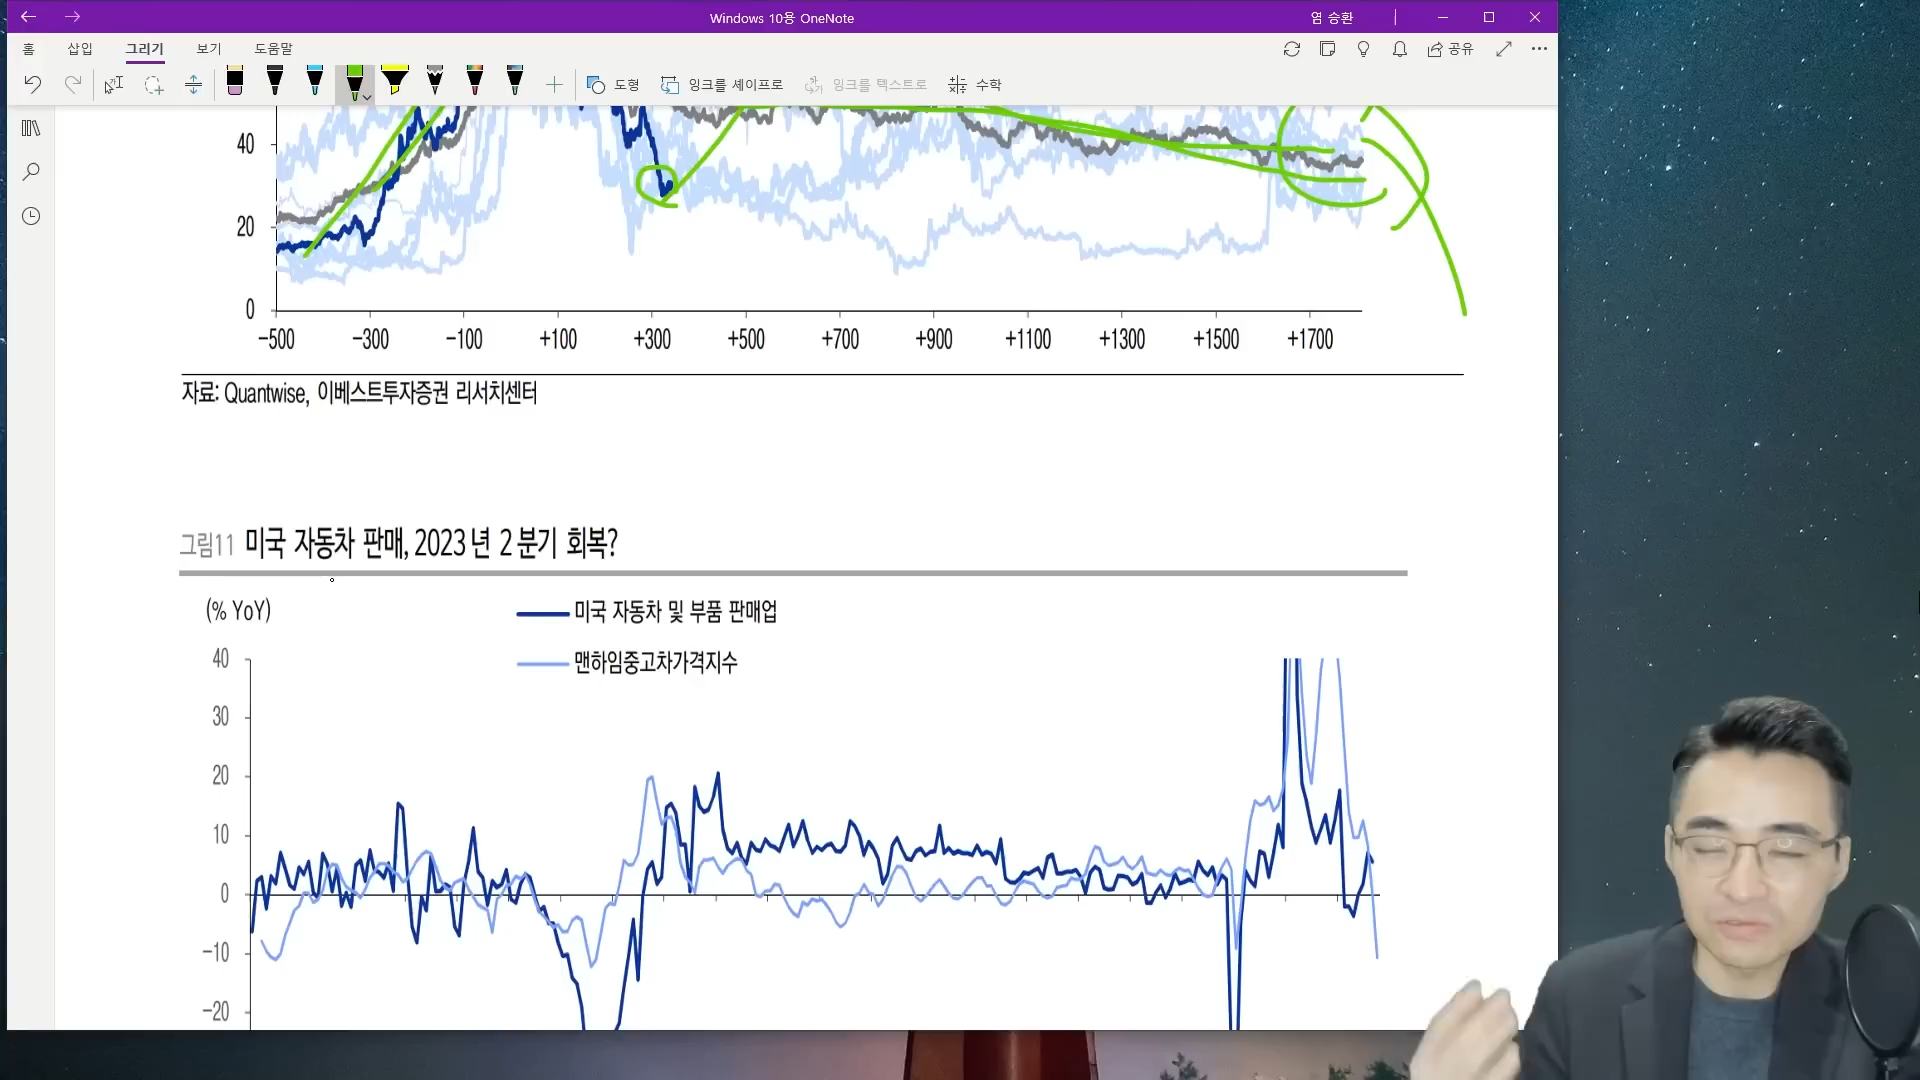 Windows 10용 OneNote
염 승환
홈 삽입 그리기 보기 도움말
공유
도형 잉크를 셰이프로 잉크를 텍스트로 수학
40
20
0
-500 -300 -100 +100 +300 +500 +700 +900 +1100 +1300 +1500 +1700
자료: Quantwise, 이베스트투자증권 리서치센터
그림11 미국 자동차 판매, 2023년 2분기 회복?
(% YoY)
미국 자동차 및 부품 판매업
맨하임중고차가격지수
40
30
20
10
0
-10
-20